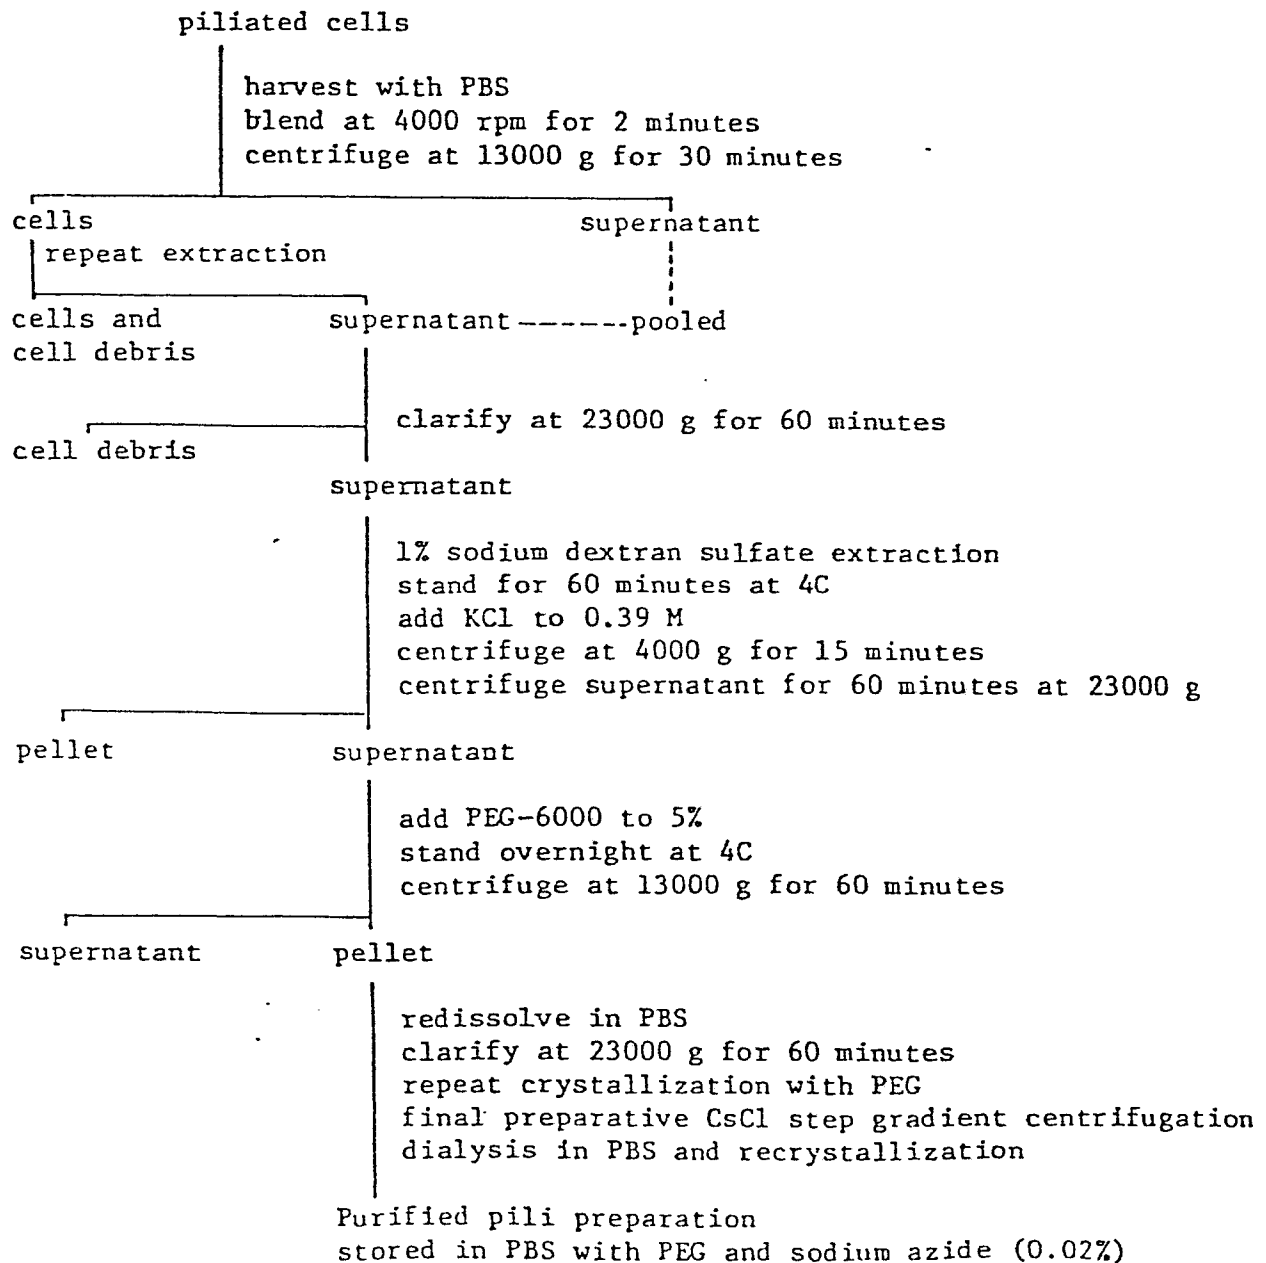 piliated cells
harvest with PBS
blend at 4000 rpm for 2 minutes
centrifuge at 13000 g for 30 minutes
cells
supernatant
repeat extraction
cells and
cell debris
supernatant
pooled
clarify at 23000 g for 60 minutes
cell debris
supernatant
1% sodium dextran sulfate extraction
stand for 60 minutes at 4C
add KCl to 0.39 M
centrifuge at 4000 g for 15 minutes
centrifuge supernatant for 60 minutes at 23000 g
pellet
supernatant
add PEG-6000 to 5%
stand overnight at 4C
centrifuge at 13000 g for 60 minutes
supernatant
pellet
redissolve in PBS
clarify at 23000 g for 60 minutes
repeat crystallization with PEG
final preparative CsCl step gradient centrifugation
dialysis in PBS and recrystallization
Purified pili preparation
stored in PBS with PEG and sodium azide (0.02%)